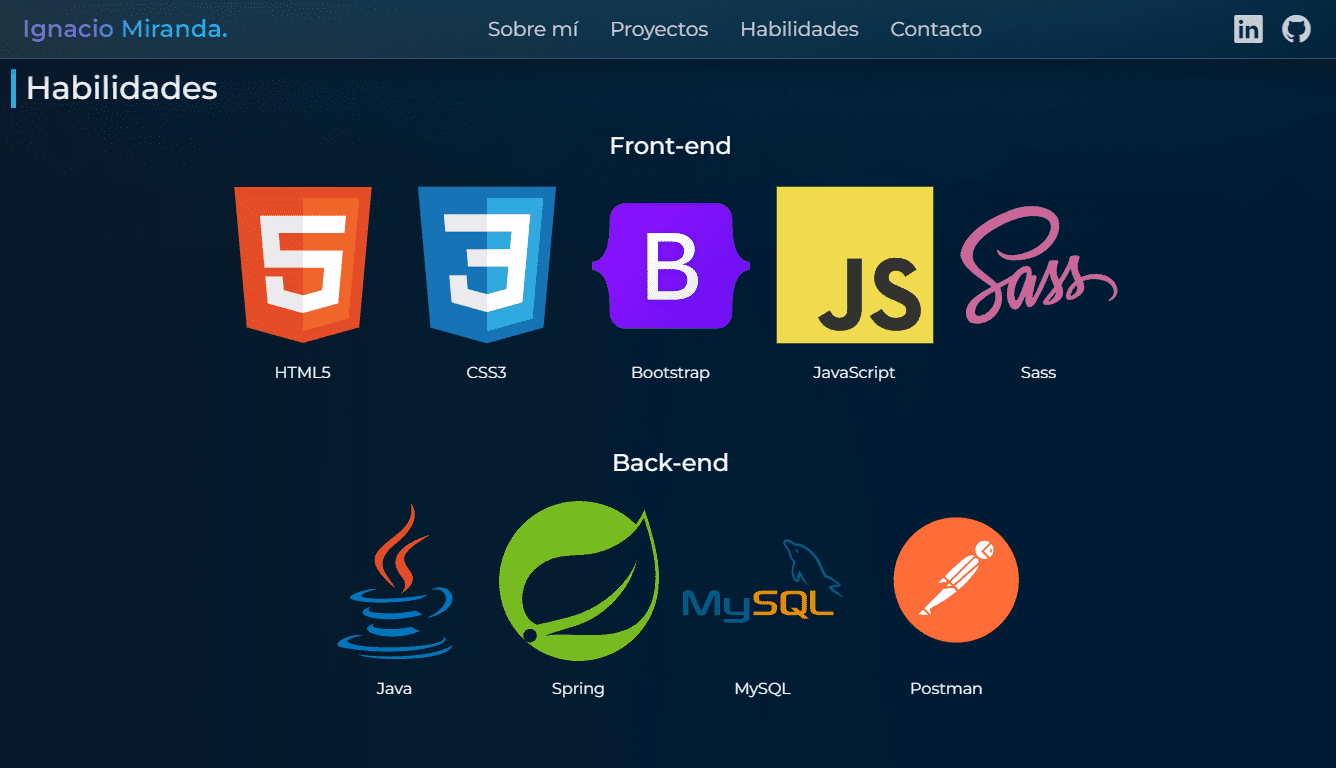 Ignacio Miranda. Sobre mí Proyectos Habilidades Contacto in
Habilidades
Front-end
5 3 B JS Sass
HTML5 CSS3 Bootstrap JavaScript Sass
Back-end
MySQL
Java Spring MySQL Postman